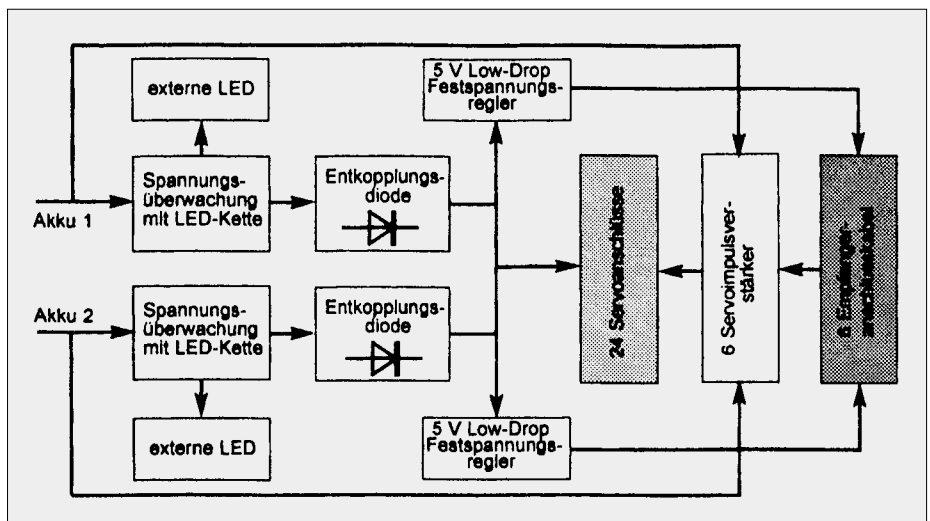 externe LED
5 V Low-Drop
Festspannungs-
regler
Akku 1
Spannungs-
überwachung
mit LED-Kette
Entkopplungs-
diode
Akku 2
Spannungs-
überwachung
mit LED-Kette
Entkopplungs-
diode
24 Servoanschlüsse
6 Servoimpulsver-
stärker
6 Empfänger-
anschlusskabel
externe LED
5 V Low-Drop
Festspannungs-
regler